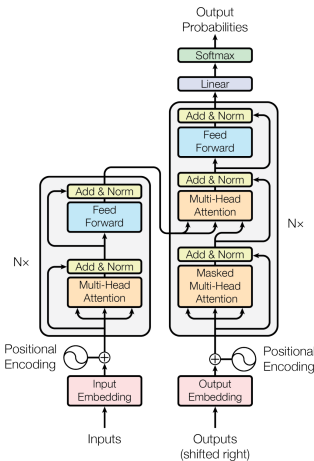 Output
Probabilities
Softmax
Linear
Add & Norm
Feed
Forward
Add & Norm
Multi-Head
Attention
Add & Norm
Masked
Multi-Head
Attention
N×
Add & Norm
Feed
Forward
Add & Norm
Multi-Head
Attention
N×
Positional
Encoding
Positional
Encoding
Input
Embedding
Output
Embedding
Inputs
Outputs
(shifted right)